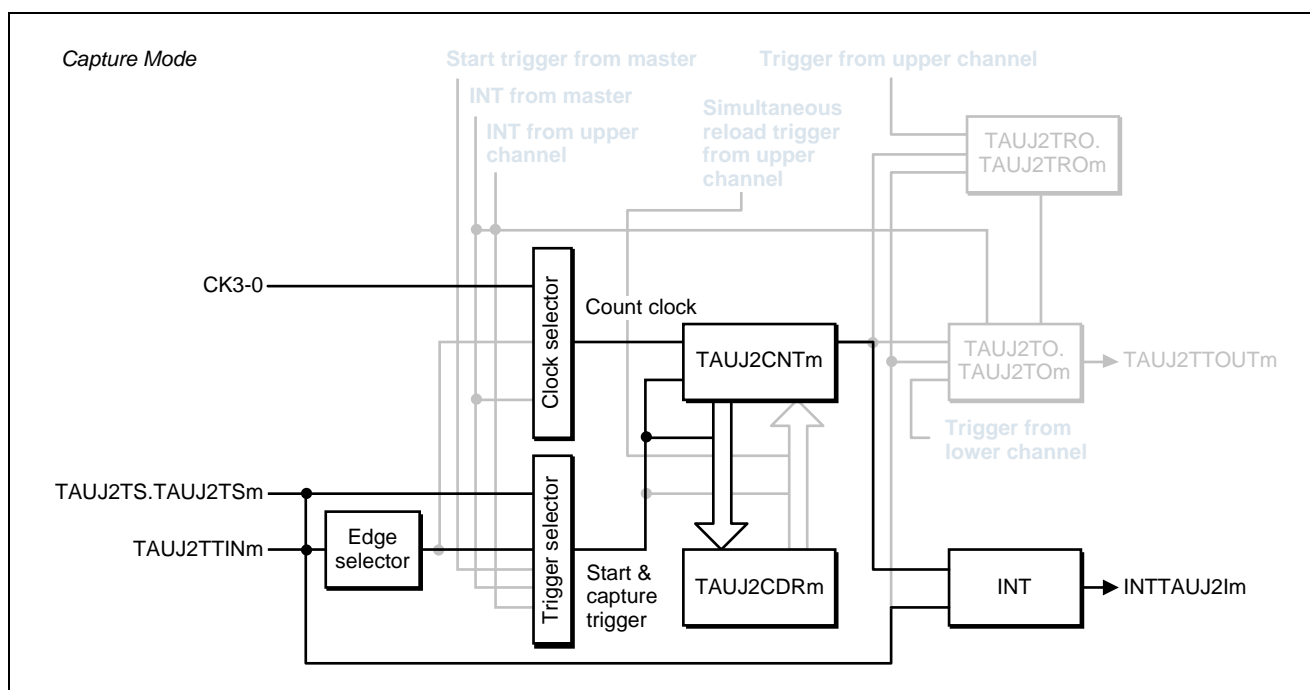 Capture Mode
Start trigger from master
Trigger from upper channel
INT from master
Simultaneous
reload trigger
from upper
channel
INT from upper
channel
TAUJ2TRO.
TAUJ2TROm
CK3-0
Clock selector
Count clock
TAUJ2CNTm
TAUJ2TO.
TAUJ2TOm
TAUJ2TTOUTm
Trigger from
lower channel
TAUJ2TS.TAUJ2TSm
TAUJ2TTINm
Edge
selector
Trigger selector
Start &
capture
trigger
TAUJ2CDRm
INT
INTTAUJ2Im